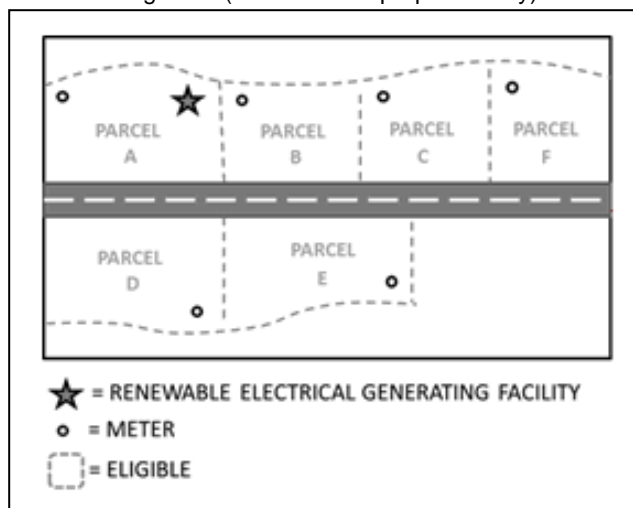 PARCEL
A
PARCEL
B
PARCEL
C
PARCEL
F
PARCEL
D
PARCEL
E
= RENEWABLE ELECTRICAL GENERATING FACILITY
= METER
= ELIGIBLE